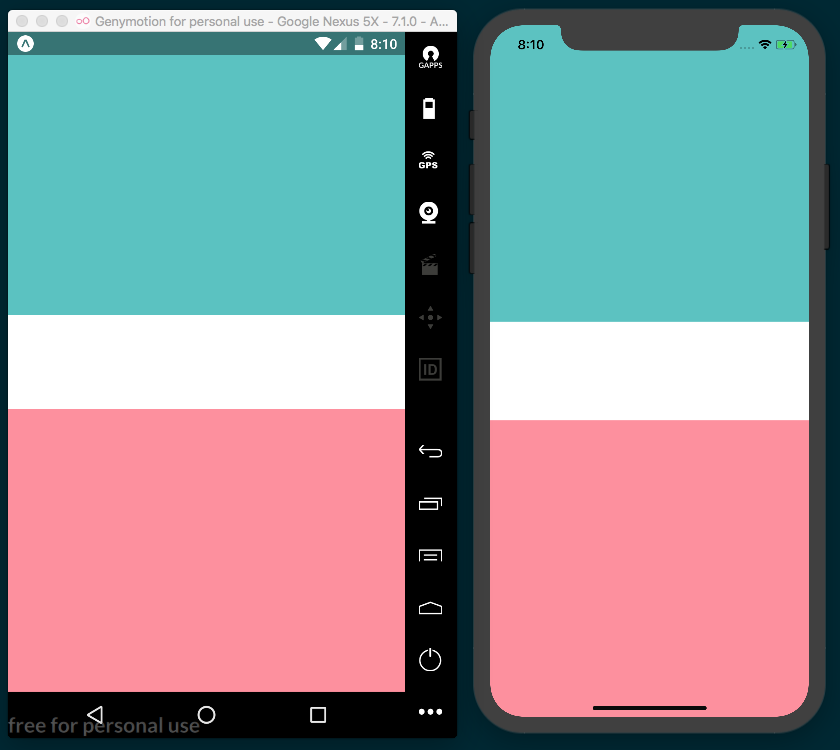 Genymotion for personal use - Google Nexus 5X - 7.1.0 - A...
8:10
GAPPS
GPS
ID
free for personal use
8:10